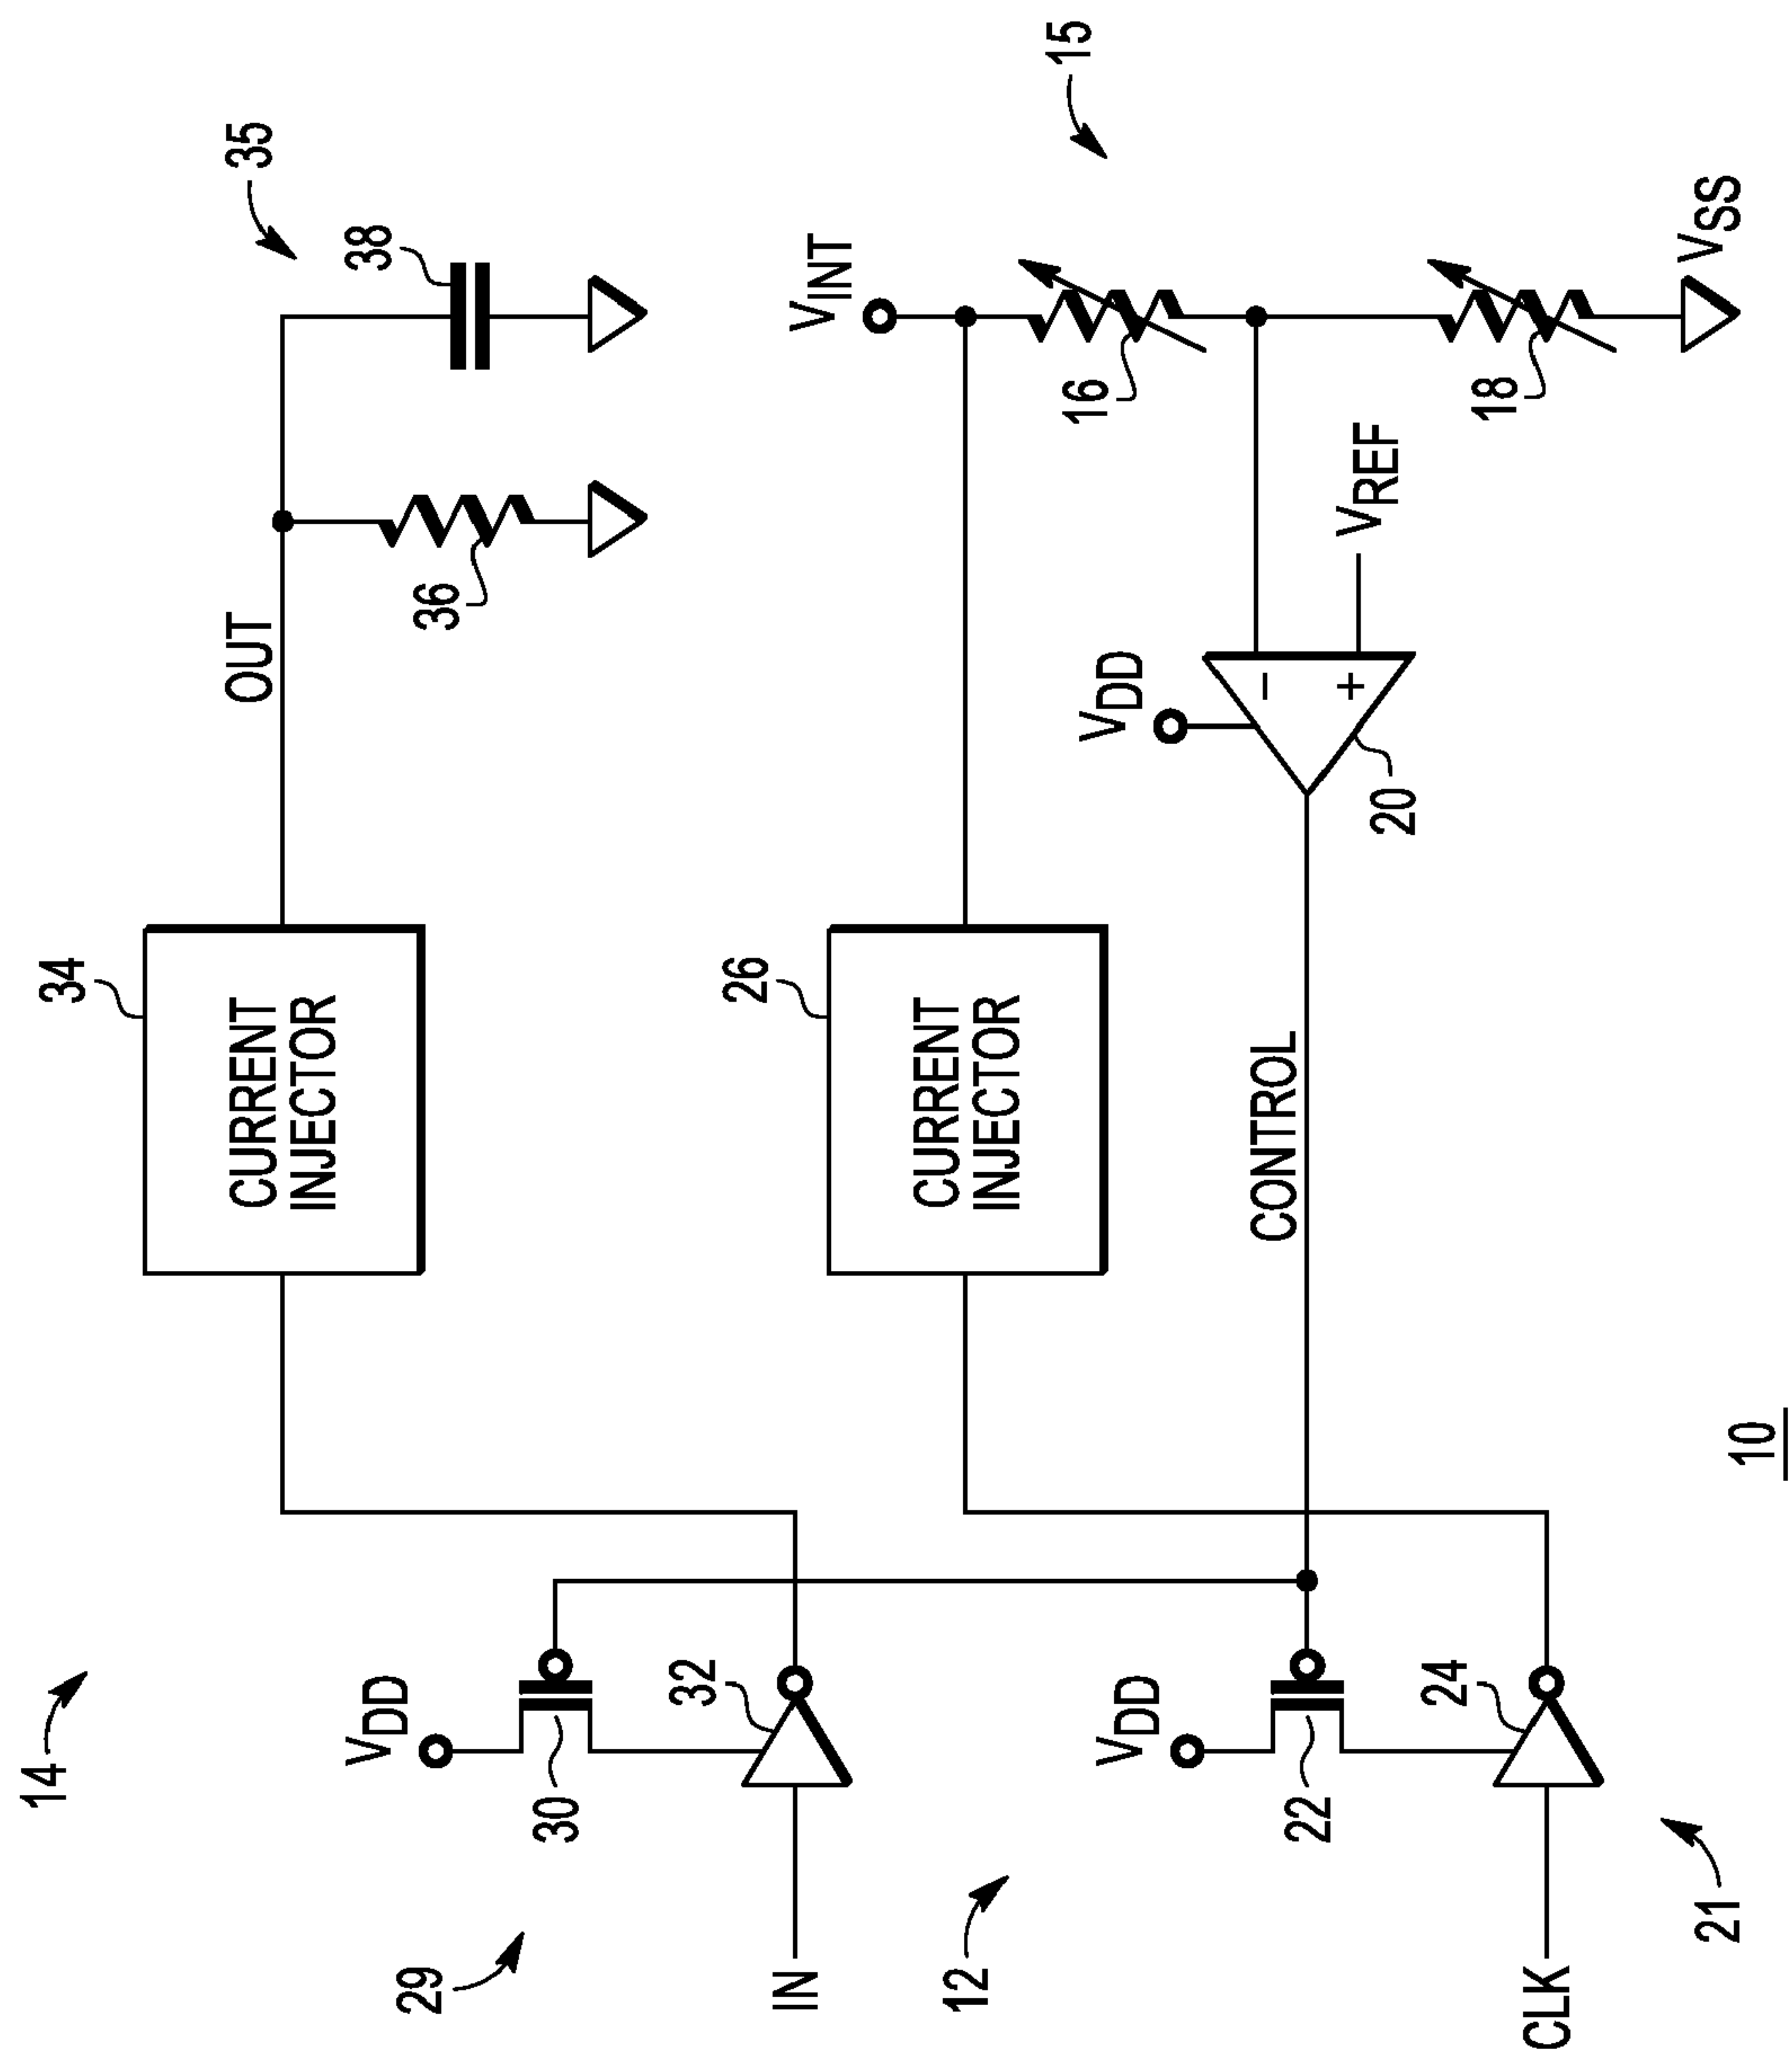 14
34
35
OUT
38
CURRENT
INJECTOR
36
VDD
30
32
29
IN
12
26
CURRENT
INJECTOR
VINT
15
16
VDD
−
+
VREF
20
CONTROL
18
VSS
VDD
22
24
CLK
21
10